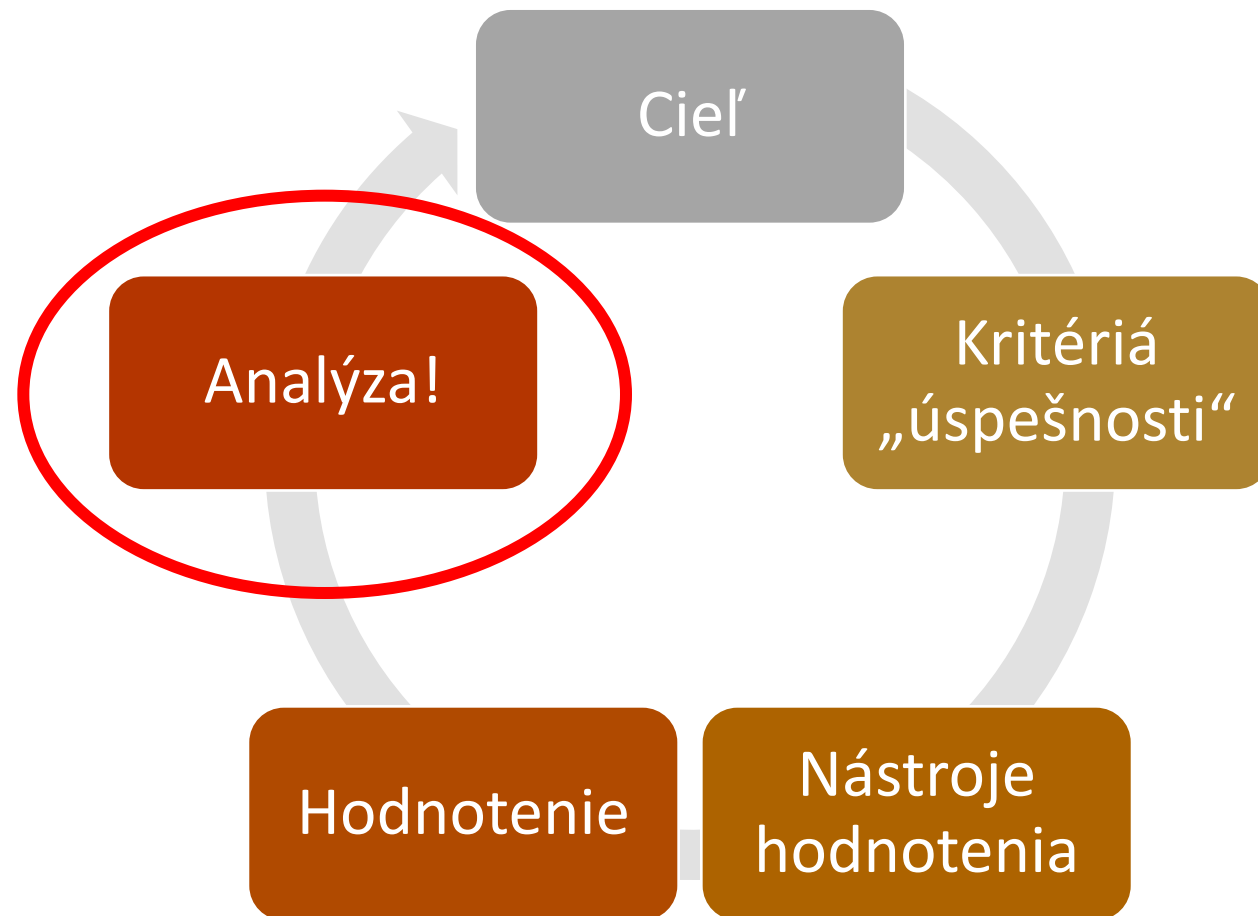 Cieľ
Kritériá
„úspešnosti“
Nástroje
hodnotenia
Hodnotenie
Analýza!